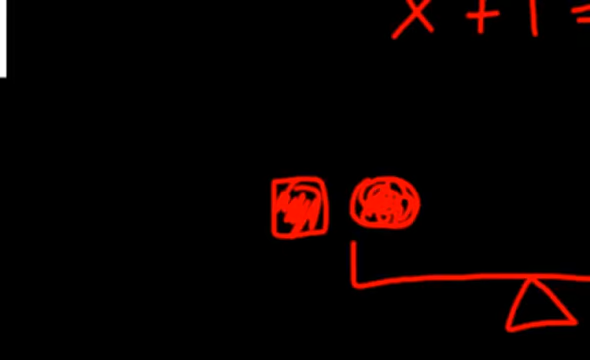 x + 1 =